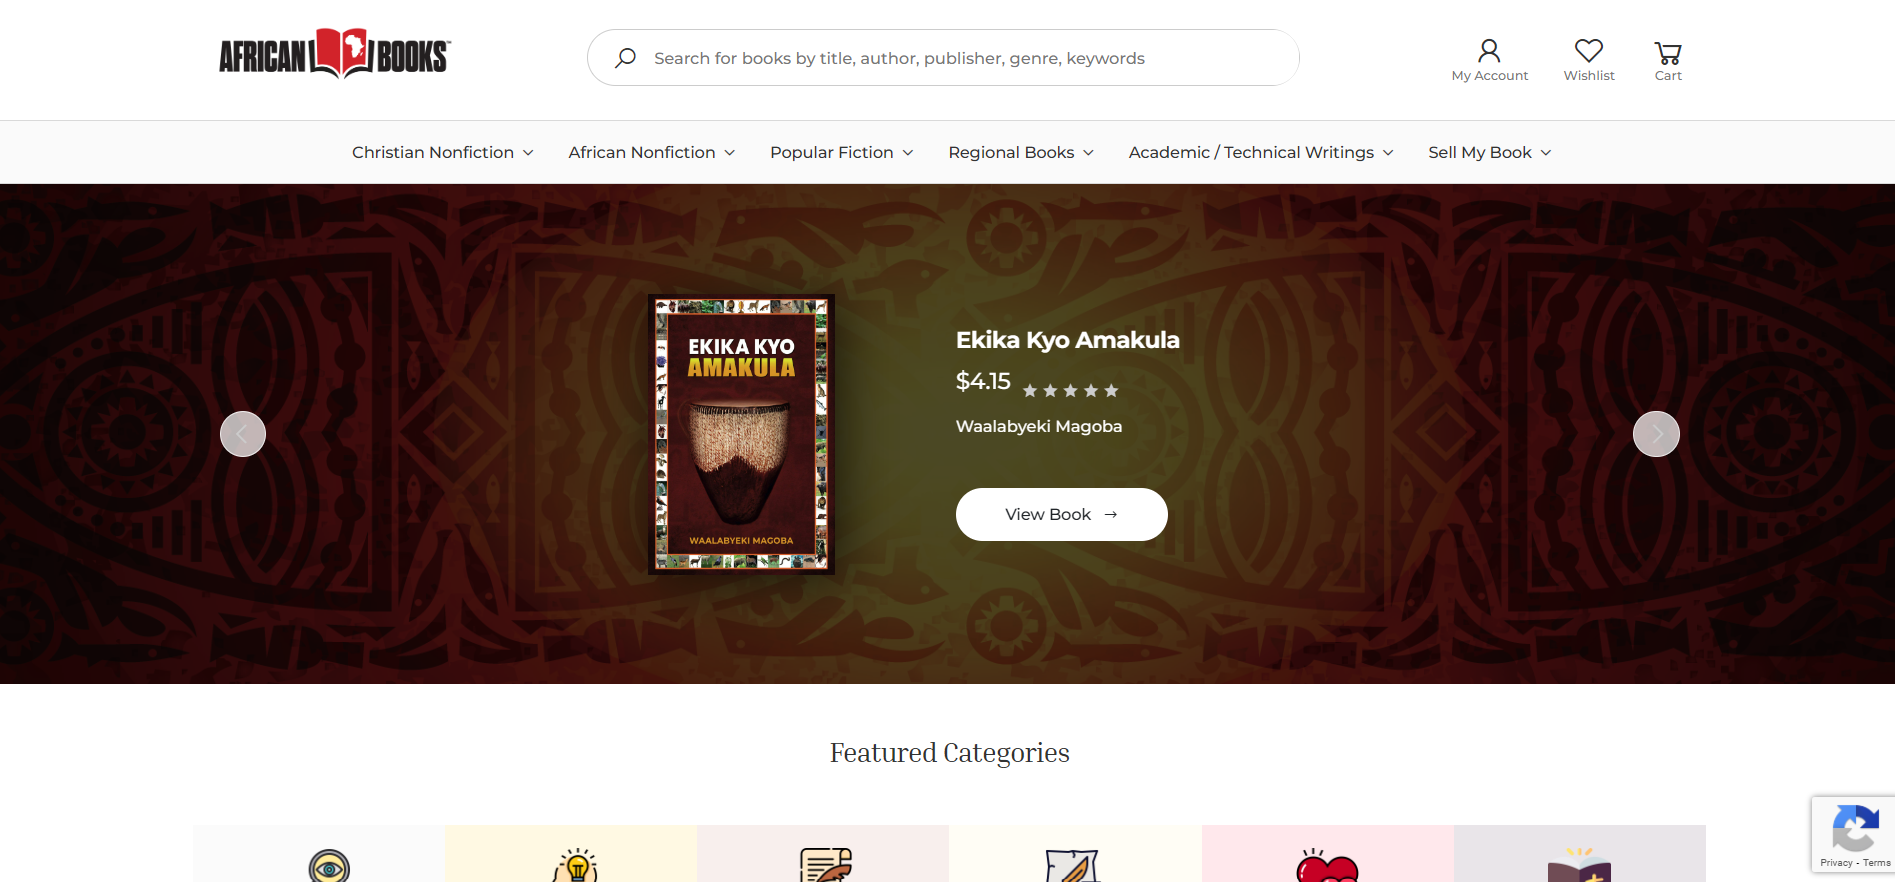 AFRICAN BOOKS™
Search for books by title, author, publisher, genre, keywords
My Account
Wishlist
Cart
Christian Nonfiction
African Nonfiction
Popular Fiction
Regional Books
Academic / Technical Writings
Sell My Book
EKIKA KYO
AMAKULA
WAALABYEKI MAGOBA
Ekika Kyo Amakula
$4.15
Waalabyeki Magoba
View Book →
Featured Categories
Privacy - Terms